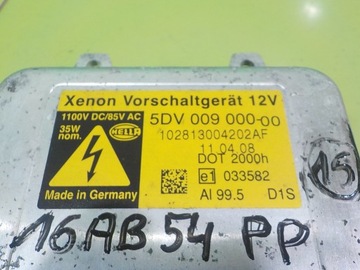 Xenon Vorschaltgerät 12V
1100V DC/85V AC
35W nom.
HELLA
5DV 009 000-00
102813004202AF
11.04.08
DOT 2000h
e1 033582
Made in Germany
AI 99.5 D1S
15
16AB54 PP